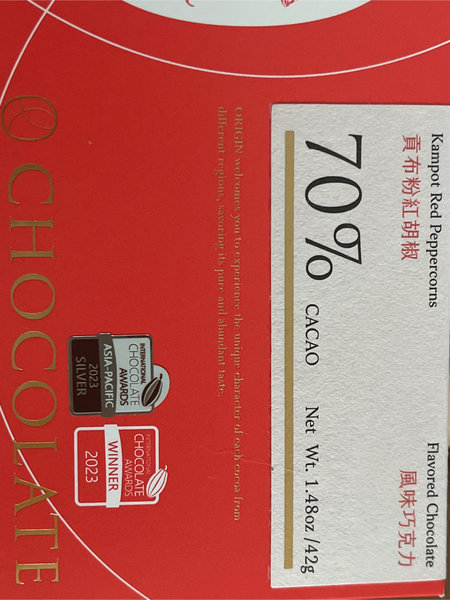 Kampot Red Peppercorns
Flavored Chocolate
貢布粉紅胡椒
風味巧克力
70% CACAO Net Wt. 1.48oz /42g
ORIGIN welcomes you to experience the unique character of each cocoa from
different regions, savoring its pure and abundant taste.
INTERNATIONAL
CHOCOLATE
AWARDS
ASIA-PACIFIC
2023
SILVER
INTERNATIONAL
CHOCOLATE
AWARDS
WINNER
2023
CHOCOLATE